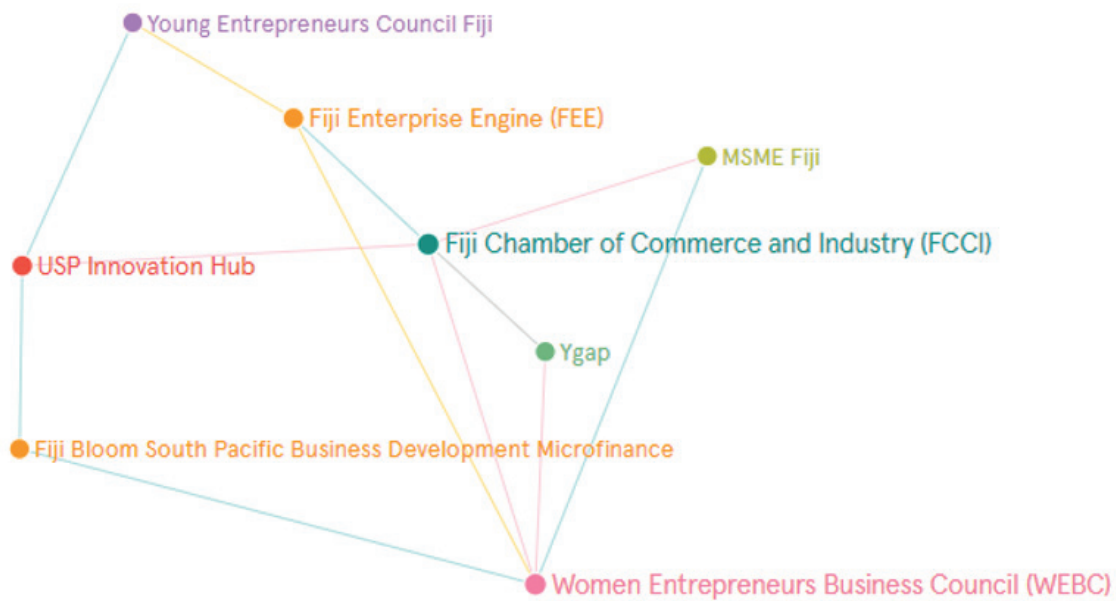 Young Entrepreneurs Council Fiji
Fiji Enterprise Engine (FEE)
MSME Fiji
Fiji Chamber of Commerce and Industry (FCCI)
USP Innovation Hub
Ygap
Fiji Bloom South Pacific Business Development Microfinance
Women Entrepreneurs Business Council (WEBC)